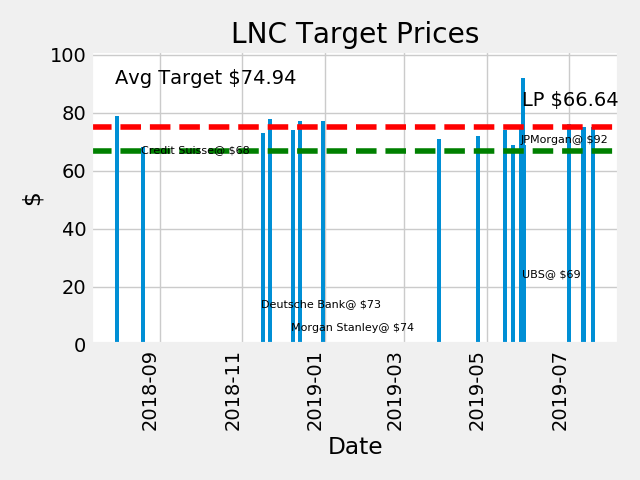 LNC Target Prices
100
Avg Target $74.94
LP $66.64
80
JPMorgan@ $92
Credit Suisse@ $68
60
$
40
UBS@ $69
20
Deutsche Bank@ $73
Morgan Stanley@ $74
0
2018-09
2018-11
2019-01
2019-03
2019-05
2019-07
Date